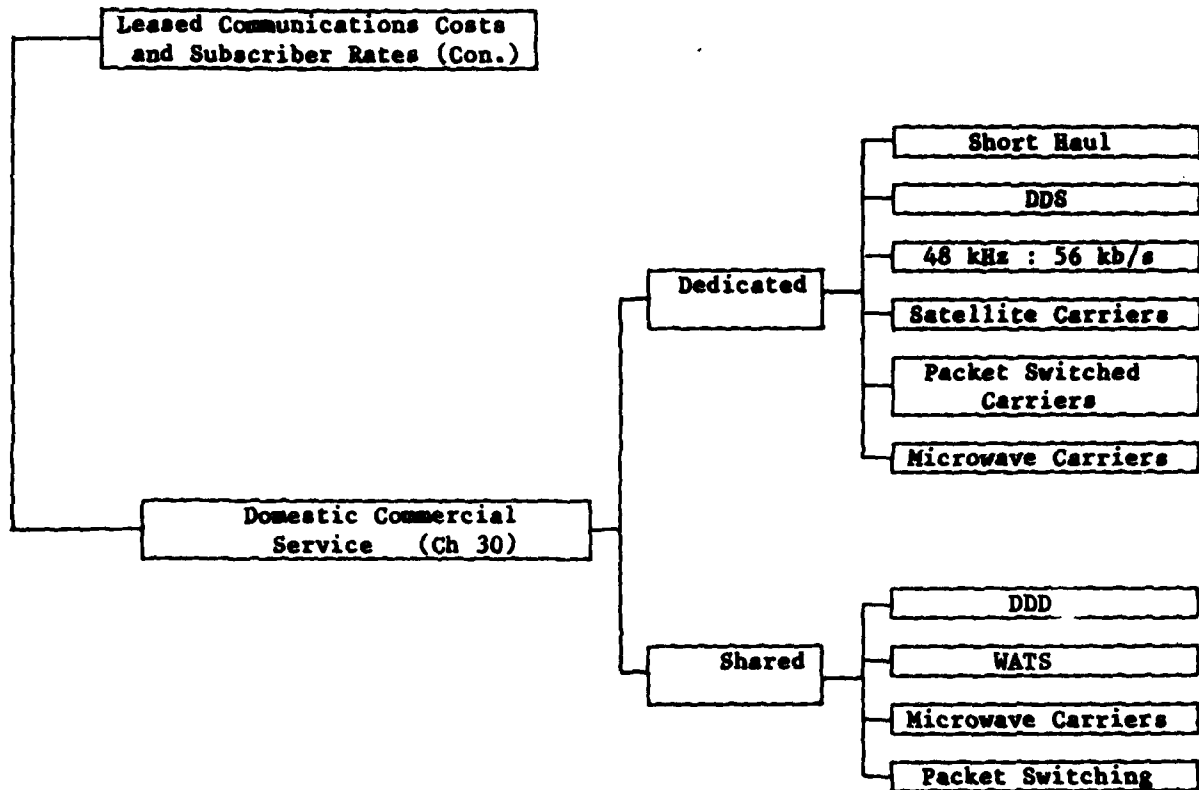 Leased Communications Costs
and Subscriber Rates (Con.)
Short Haul
DDS
48 kHz : 56 kb/s
Dedicated
Satellite Carriers
Packet Switched
Carriers
Microwave Carriers
Domestic Commercial
Service (Ch 30)
DDD
Shared
WATS
Microwave Carriers
Packet Switching